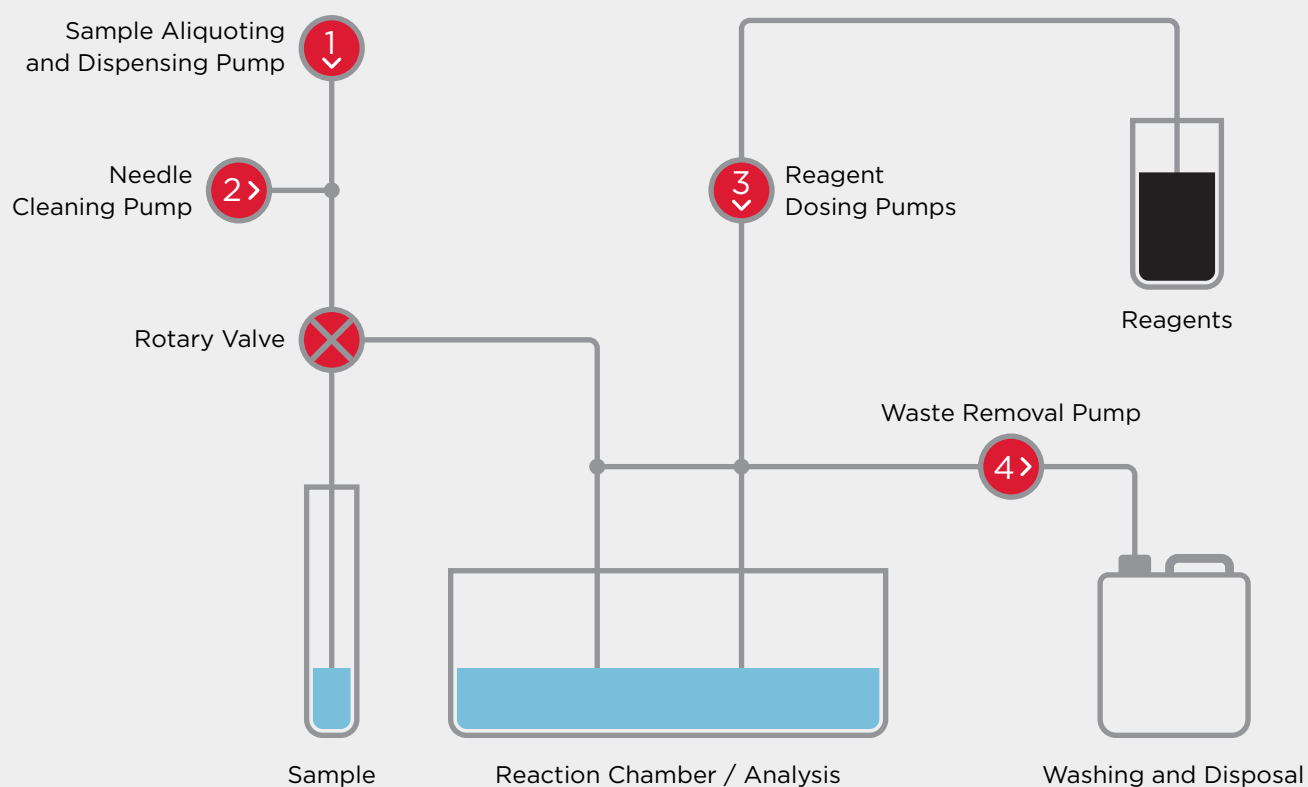 Sample Aliquoting
and Dispensing Pump
1
Needle
Cleaning Pump
2
3
Reagent
Dosing Pumps
Reagents
Rotary Valve
Waste Removal Pump
4
Sample
Reaction Chamber / Analysis
Washing and Disposal